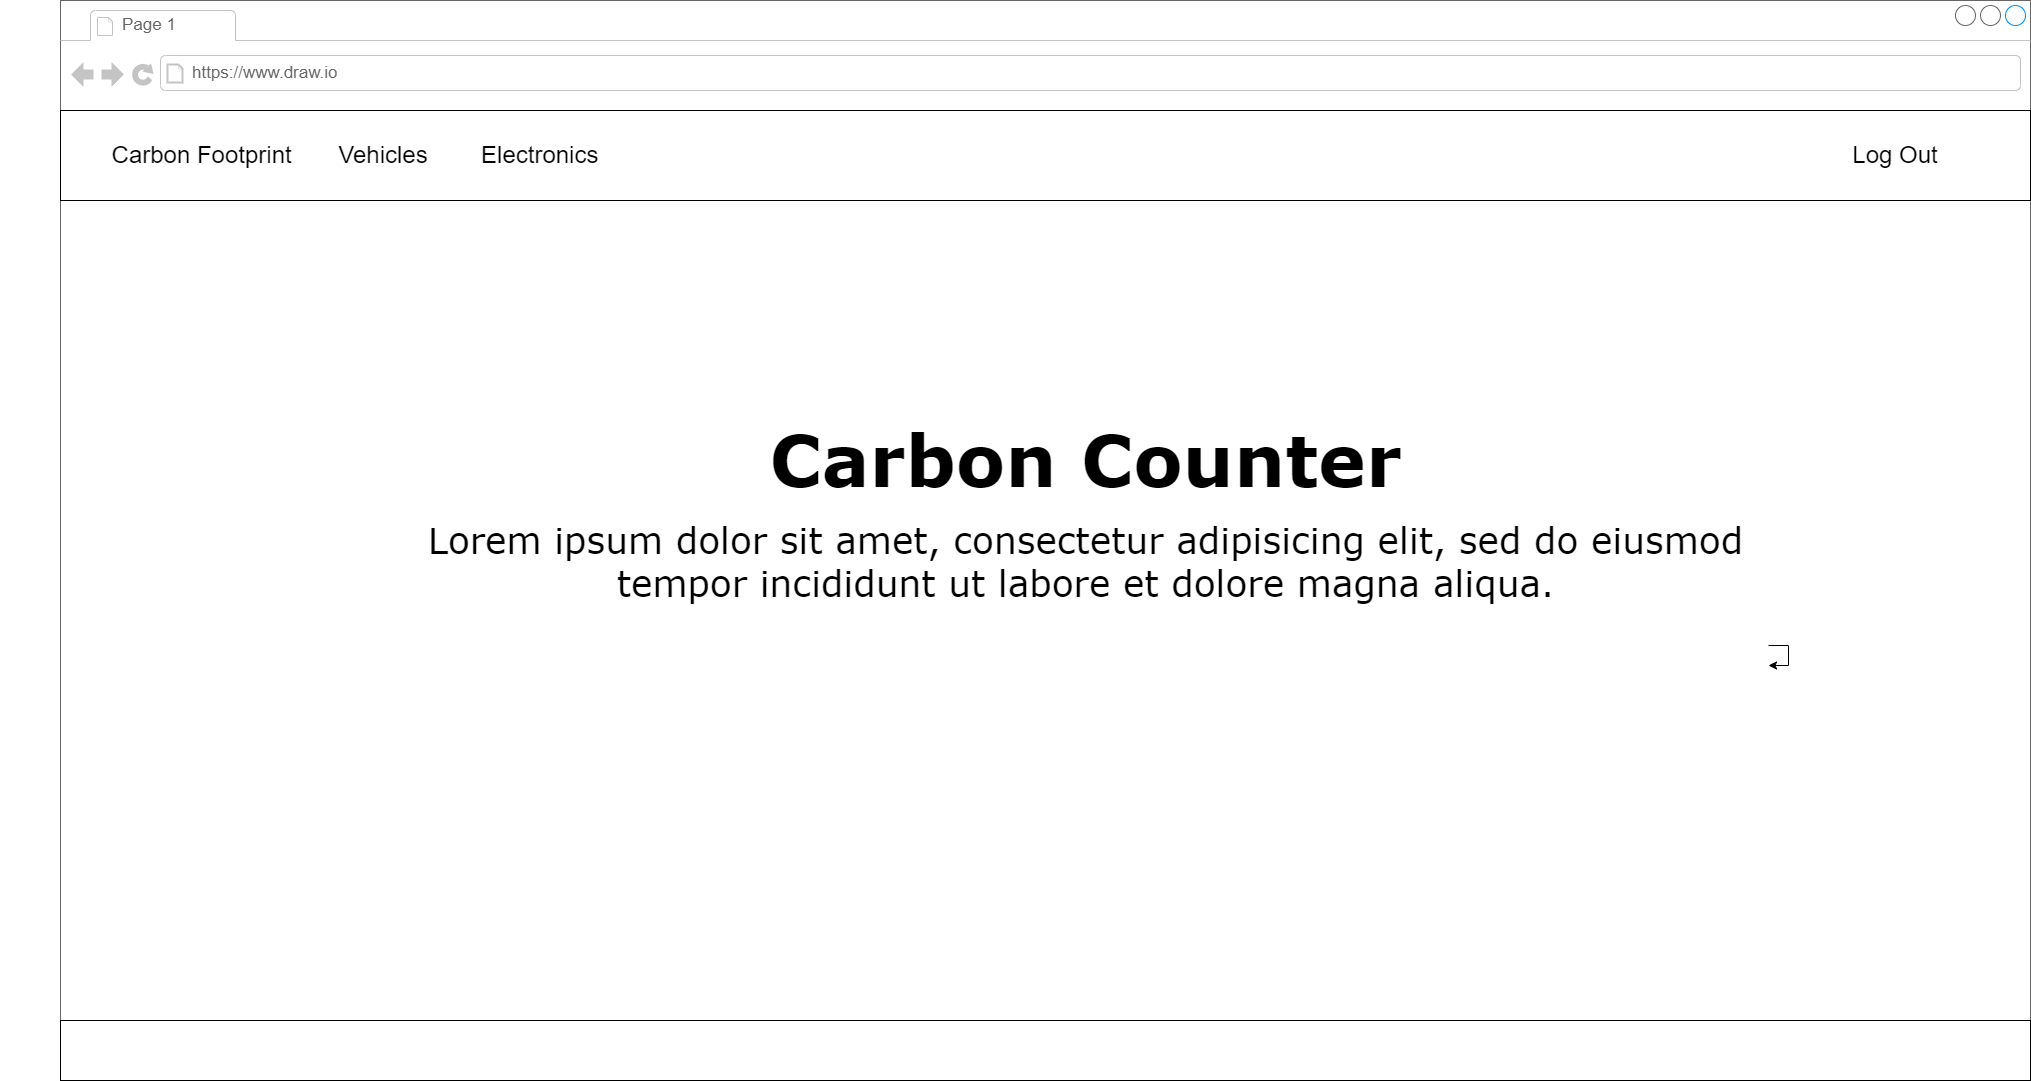 Page 1
https://www.draw.io
Carbon Footprint Vehicles Electronics Log Out
Carbon Counter
Lorem ipsum dolor sit amet, consectetur adipisicing elit, sed do eiusmod
tempor incididunt ut labore et dolore magna aliqua.